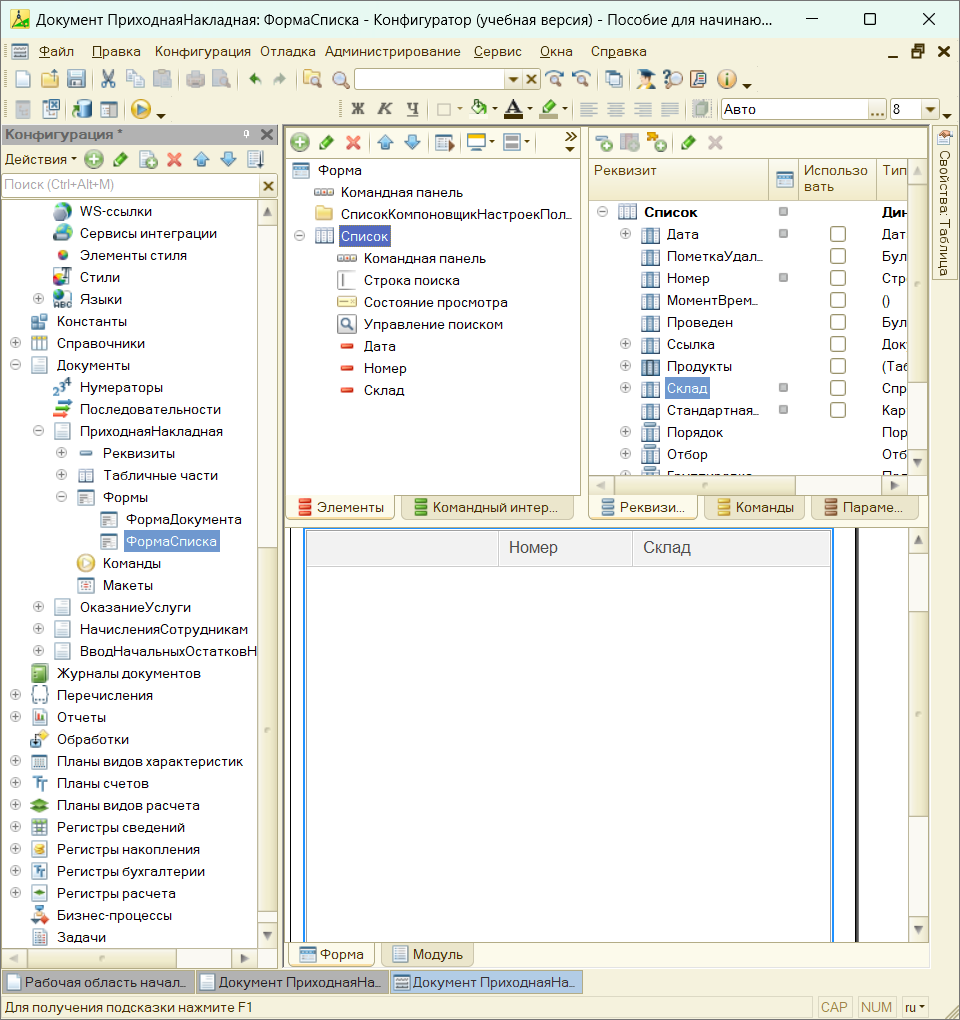 Документ ПриходнаяНакладная: ФормаСписка - Конфигуратор (учебная версия) - Пособие для начинаю...
Файл Правка Конфигурация Отладка Администрирование Сервис Окна Справка
Ж К Ч Авто ... 8
Конфигурация *
Действия
Поиск (Ctrl+Alt+M)
WS-ссылки
Сервисы интеграции
Элементы стиля
Стили
Языки
Константы
Справочники
Документы
Нумераторы
Последовательности
ПриходнаяНакладная
Реквизиты
Табличные части
Формы
ФормаДокумента
ФормаСписка
Команды
Макеты
ОказаниеУслуги
НачисленияСотрудникам
ВводНачальныхОстатковН
Журналы документов
Перечисления
Отчеты
Обработки
Планы видов характеристик
Планы счетов
Планы видов расчета
Регистры сведений
Регистры накопления
Регистры бухгалтерии
Регистры расчета
Бизнес-процессы
Задачи
Форма
Командная панель
СписокКомпоновщикНастроекПол...
Список
Командная панель
Строка поиска
Состояние просмотра
Управление поиском
Дата
Номер
Склад
Элементы Командный интер...
Реквизит Использо
вать Тип
Список Дин
Дата Дат
ПометкаУдал... Бул
Номер Стро
МоментВрем... ()
Проведен Бул
Ссылка Док
Продукты (Таб
Склад Спр
Стандартная... Кар
Порядок Пор
Отбор Отб
Группировка
Реквизи... Команды Параме...
Свойства: Таблица
Номер Склад
Форма Модуль
Рабочая область начал... Документ ПриходнаяНа... Документ ПриходнаяНа...
Для получения подсказки нажмите F1 CAP NUM ru